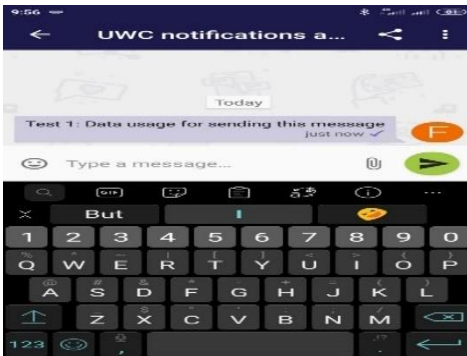 9:56
UWC notifications a...
Today
Test 1: Data usage for sending this message
just now
F
Type a message...
GIF
But I
1 2 3 4 5 6 7 8 9 0
Q W E R T Y U I O P
A S D F G H J K L
Z X C V B N M
123 , .